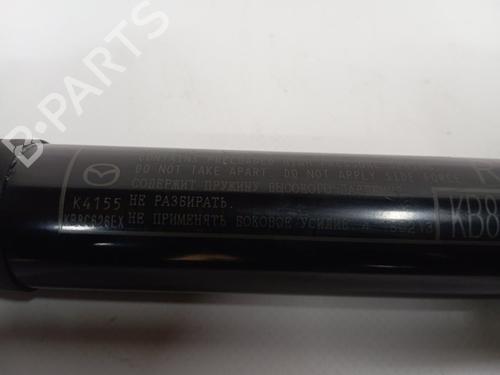 B-PARTS
DO NOT TAKE APART. DO NOT APPLY SIDE FORCE
СОДЕРЖИТ ПРУЖИНУ ВЫСОКОГО ДАВЛЕНИЯ
K4155 НЕ РАЗБИРАТЬ.
НЕ ПРИМЕНЯТЬ БОКОВОЕ УСИЛИЕ
KB8